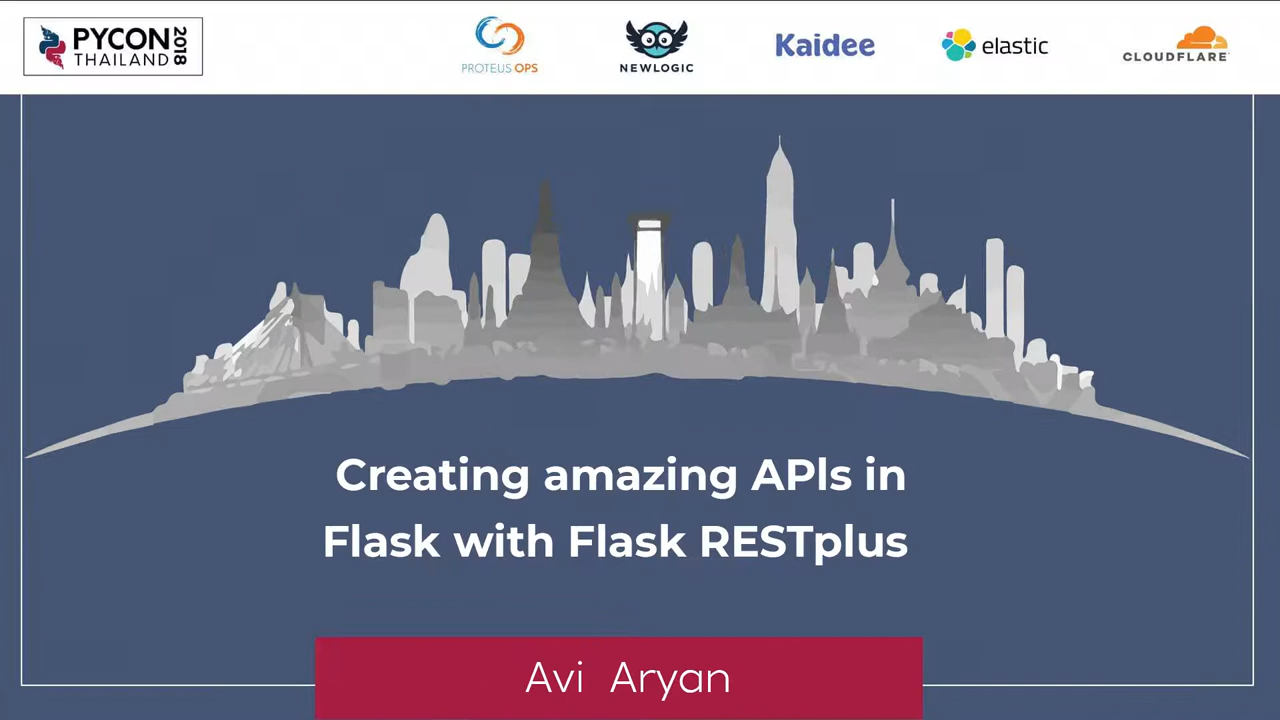 PYCON
THAILAND
2018
PROTEUS OPS
NEWLOGIC
Kaidee
elastic
CLOUDFLARE
Creating amazing APIs in
Flask with Flask RESTplus
Avi Aryan